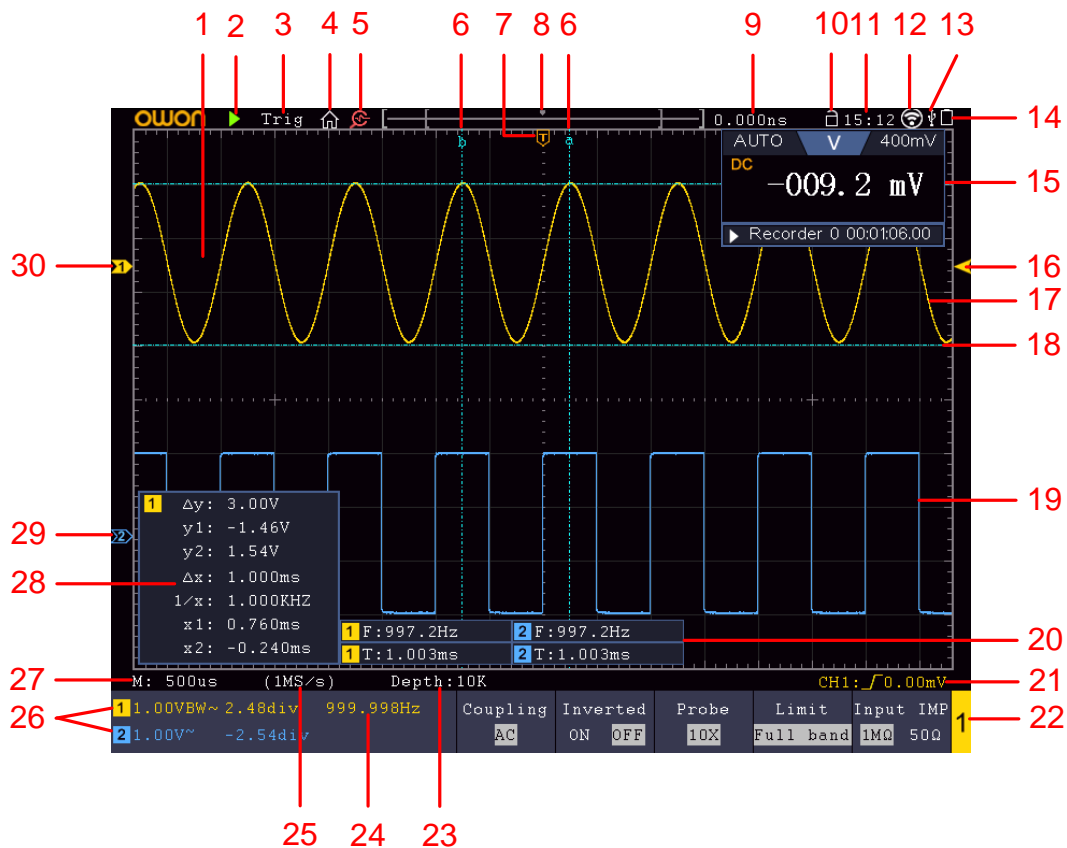 1 2 3 4 5 6 7 8 6 9 10 11 12 13
owon Trig 0.000ns 15:12
14
b T a
AUTO V 400mV
DC
-009.2 mV
15
Recorder 0 00:01:06.00
30 1 16
17
18
19
1 Δy: 3.00V
y1: -1.46V
29 2
y2: 1.54V
28 Δx: 1.000ms
1/x: 1.000KHZ
x1: 0.760ms
x2: -0.240ms
1 F:997.2Hz 2 F:997.2Hz
20
1 T:1.003ms 2 T:1.003ms
27 M: 500us (1MS/s) Depth:10K CH1: 0.00mV 21
26 1 1.00VBW~ 2.48div 999.998Hz Coupling Inverted Probe Limit Input IMP 1 22
2 1.00V~ -2.54div AC ON OFF 10X Full band 1MΩ 50Ω
25 24 23